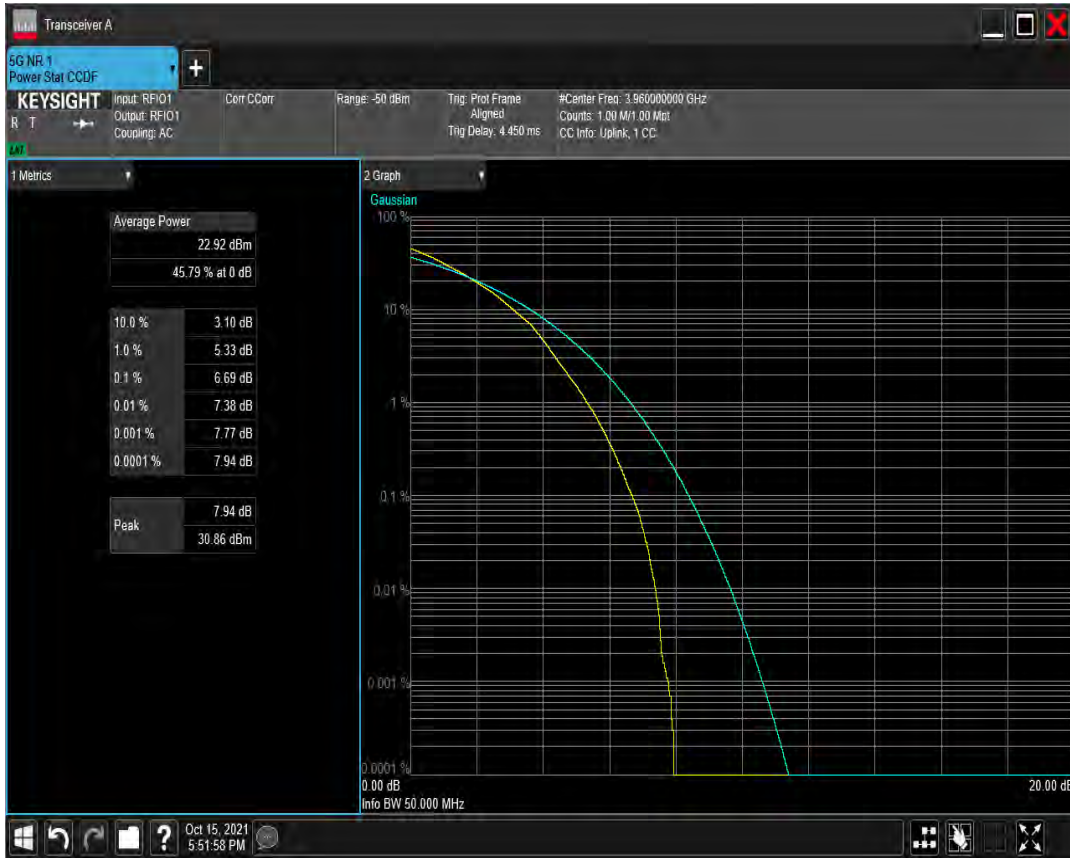 Transceiver A
5G NR 1
Power Stat CCDF
+
KEYSIGHT
R T
LXI
Input: RFIO1
Output: RFIO1
Coupling: AC
Corr CCorr
Range: -50 dBm
Trig: Prot Frame
Aligned
Trig Delay: 4.450 ms
#Center Freq: 3.960000000 GHz
Counts: 1.00 M/1.00 Mpt
CC Info: Uplink, 1 CC
1 Metrics
Average Power
22.92 dBm
45.79 % at 0 dB
10.0 % 3.10 dB
1.0 % 5.33 dB
0.1 % 6.69 dB
0.01 % 7.38 dB
0.001 % 7.77 dB
0.0001 % 7.94 dB
Peak 7.94 dB
30.86 dBm
2 Graph
Gaussian
100 %
10 %
1 %
0.1 %
0.01 %
0.001 %
0.0001 %
0.00 dB 20.00 dB
Info BW 50.000 MHz
?
Oct 15, 2021
5:51:58 PM